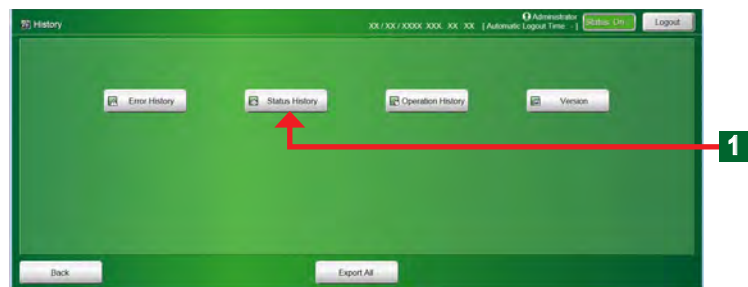 History
XX / XX / XXXX XXX XX XX [ Automatic Logout Time - ]
Administrator
Status: On
Logout
Error History
Status History
Operation History
Version
1
Back
Export All